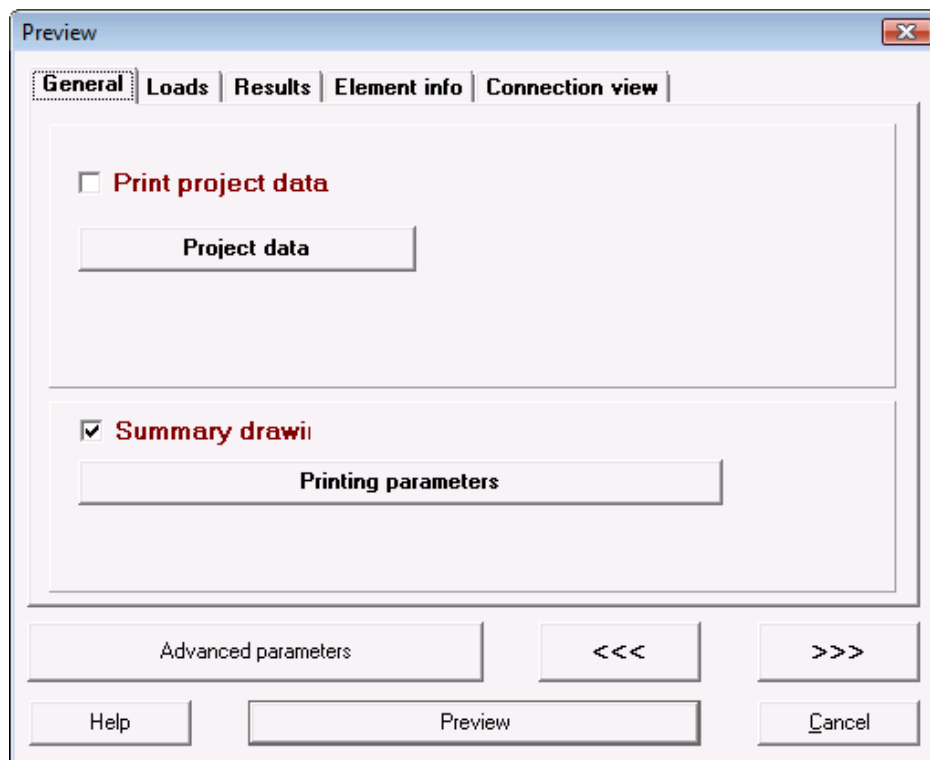 Preview
General Loads Results Element info Connection view
Print project data
Project data
Summary drawi
Printing parameters
Advanced parameters <<< >>>
Help Preview Cancel